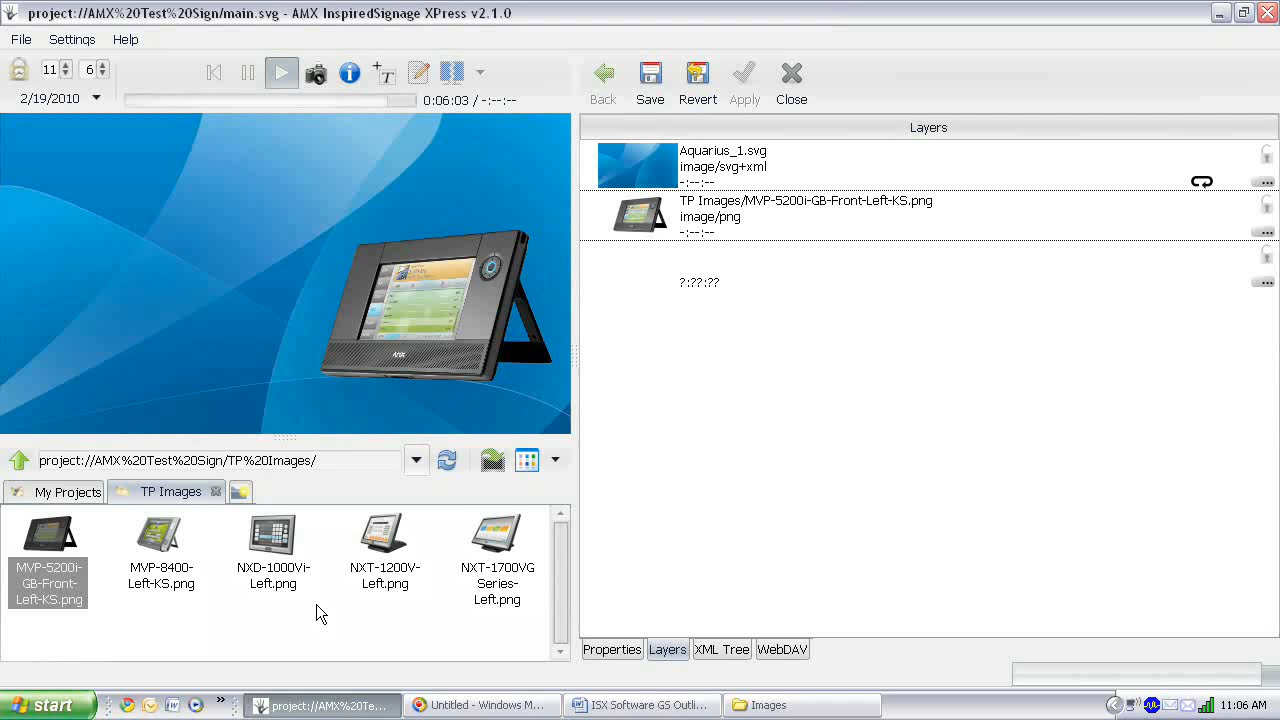 project://AMX%20Test%20Sign/main.svg - AMX InspiredSignage XPress v2.1.0
File Settings Help
11 6
2/19/2010
0:06:03 / -:--:--
Back Save Revert Apply Close
Layers
Aquarius_1.svg
image/svg+xml
-:--:--
TP Images/MVP-5200i-GB-Front-Left-KS.png
image/png
-:--:--
?:??:??
AMX
project://AMX%20Test%20Sign/TP%20Images/
My Projects TP Images
MVP-5200i-
GB-Front-
Left-KS.png
MVP-8400-
Left-KS.png
NXD-1000Vi-
Left.png
NXT-1200V-
Left.png
NXT-1700VG
Series-
Left.png
Properties Layers XML Tree WebDAV
start
project://AMX%20Te...
Untitled - Windows M...
ISX Software GS Outli...
Images
11:06 AM